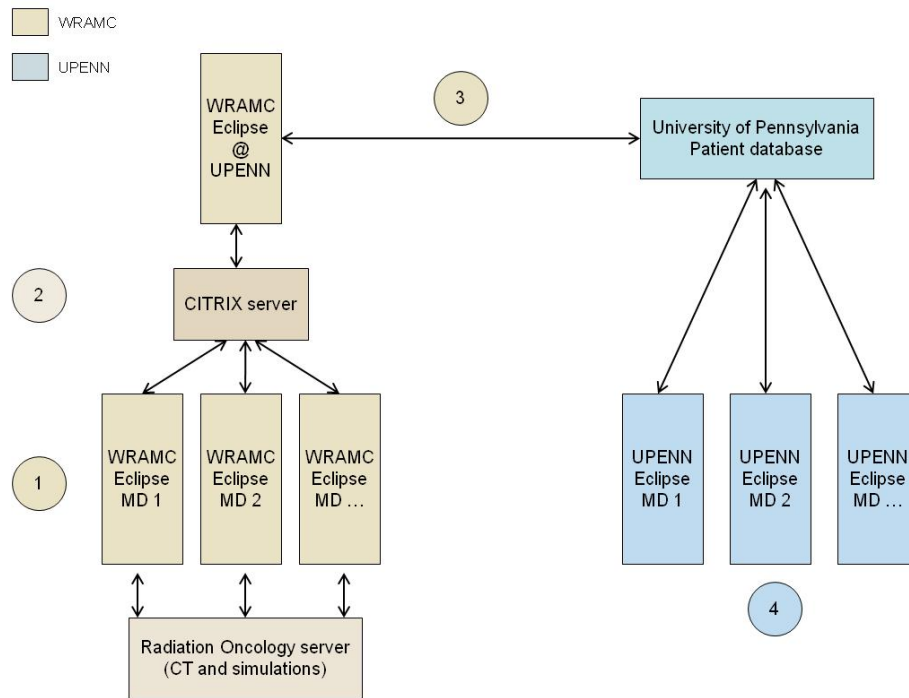 WRAMC
UPENN
WRAMC
Eclipse
@
UPENN
3
University of Pennsylvania
Patient database
2
CITRIX server
1
WRAMC
Eclipse
MD 1
WRAMC
Eclipse
MD 2
WRAMC
Eclipse
MD ...
UPENN
Eclipse
MD 1
UPENN
Eclipse
MD 2
UPENN
Eclipse
MD ...
4
Radiation Oncology server
(CT and simulations)